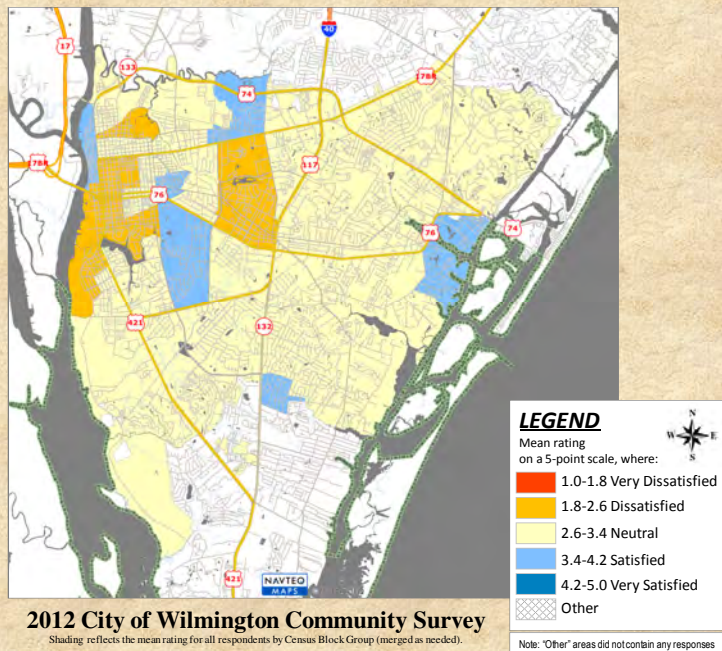 40
17
133
17BR
74
117
17BR
76
76
74
421
132
421
NAVTEQ
MAPS
LEGEND
N
W E
S
Mean rating
on a 5-point scale, where:
1.0-1.8 Very Dissatisfied
1.8-2.6 Dissatisfied
2.6-3.4 Neutral
3.4-4.2 Satisfied
4.2-5.0 Very Satisfied
Other
2012 City of Wilmington Community Survey
Shading reflects the mean rating for all respondents by Census Block Group (merged as needed).
Note: "Other" areas did not contain any responses